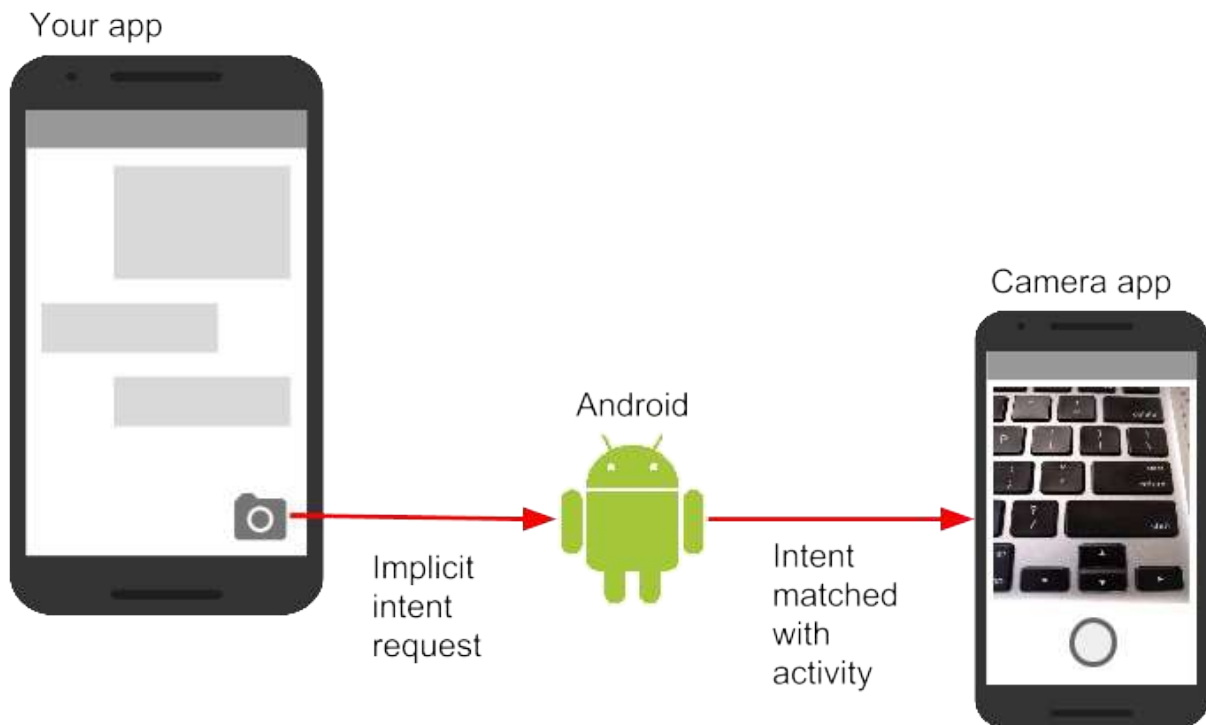 Your app
Camera app
Android
Implicit
intent
request
Intent
matched
with
activity